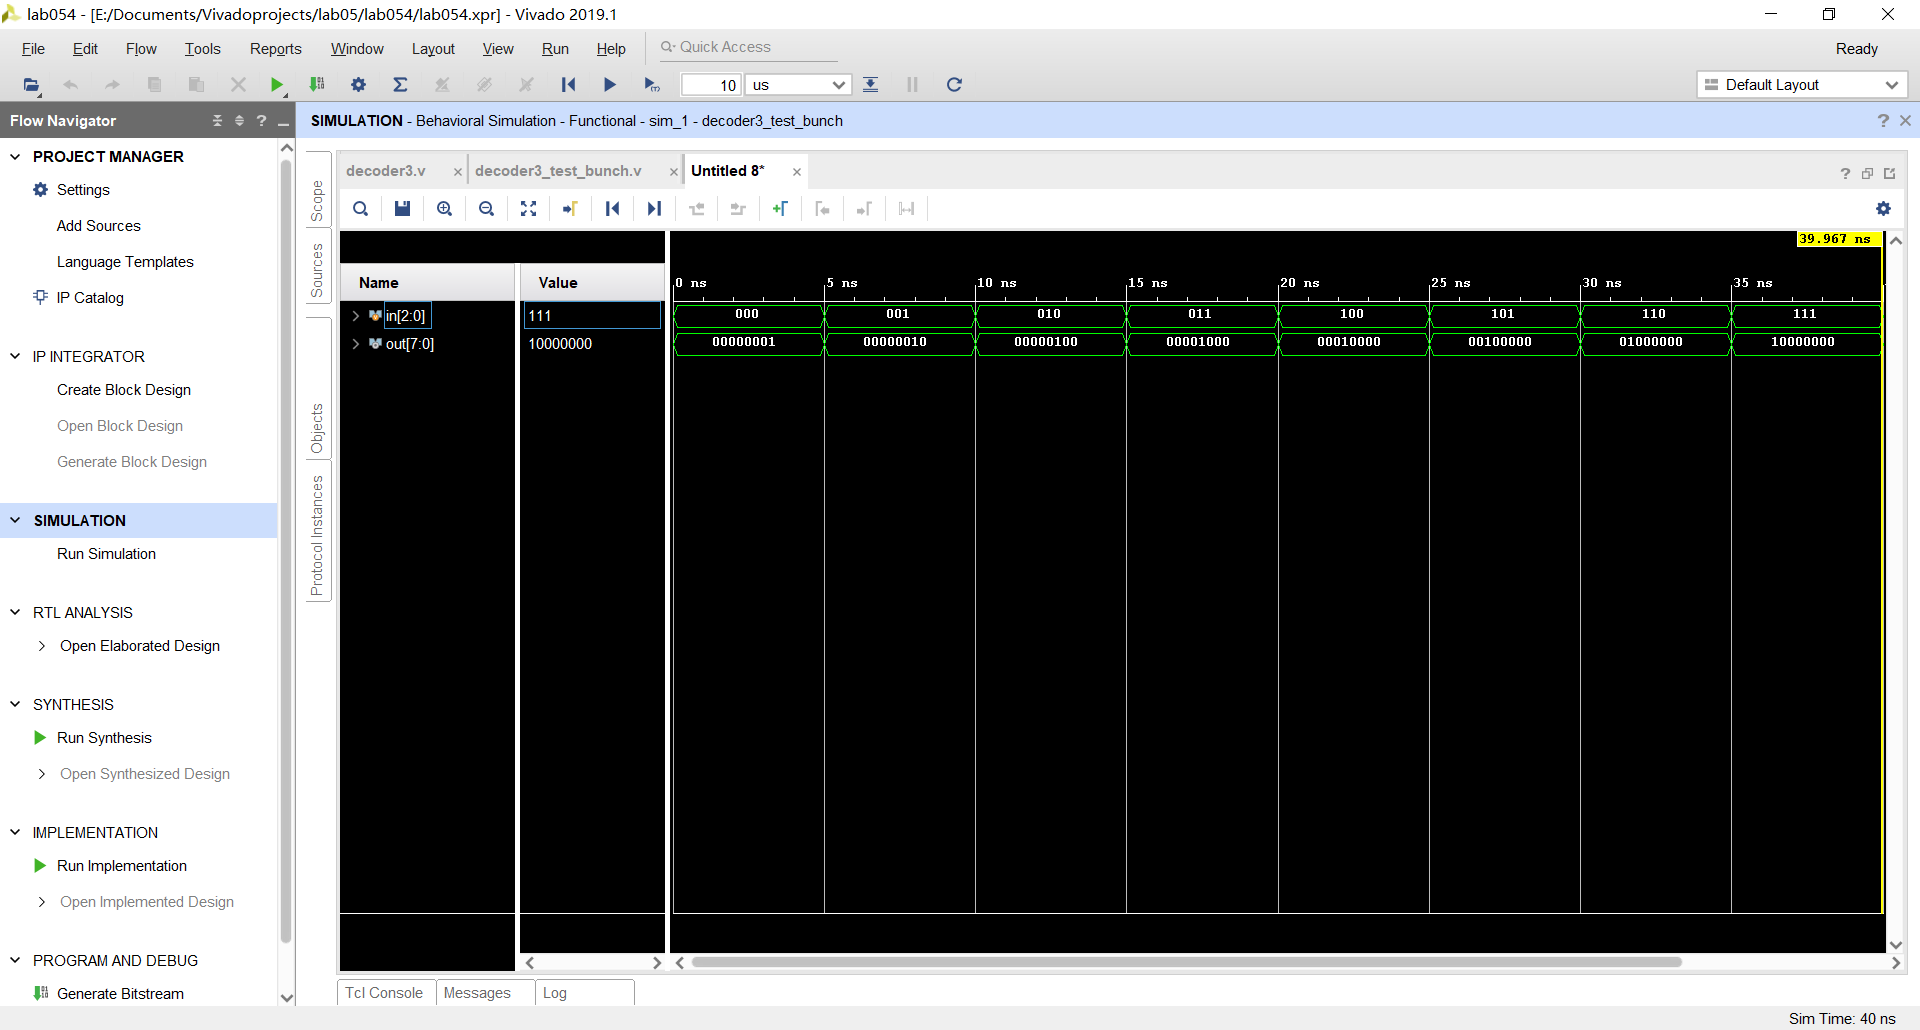 lab054 - [E:/Documents/Vivadoprojects/lab05/lab054/lab054.xpr] - Vivado 2019.1
File Edit Flow Tools Reports Window Layout View Run Help Quick Access Ready
10 us Default Layout
Flow Navigator
PROJECT MANAGER
Settings
Add Sources
Language Templates
IP Catalog
IP INTEGRATOR
Create Block Design
Open Block Design
Generate Block Design
SIMULATION
Run Simulation
RTL ANALYSIS
Open Elaborated Design
SYNTHESIS
Run Synthesis
Open Synthesized Design
IMPLEMENTATION
Run Implementation
Open Implemented Design
PROGRAM AND DEBUG
Generate Bitstream
SIMULATION - Behavioral Simulation - Functional - sim_1 - decoder3_test_bunch
Scope
Sources
Objects
Protocol Instances
decoder3.v decoder3_test_bunch.v Untitled 8*
39.967 ns
Name Value
0 ns 5 ns 10 ns 15 ns 20 ns 25 ns 30 ns 35 ns
in[2:0] 111 000 001 010 011 100 101 110 111
out[7:0] 10000000 00000001 00000010 00000100 00001000 00010000 00100000 01000000 10000000
Tcl Console Messages Log
Sim Time: 40 ns